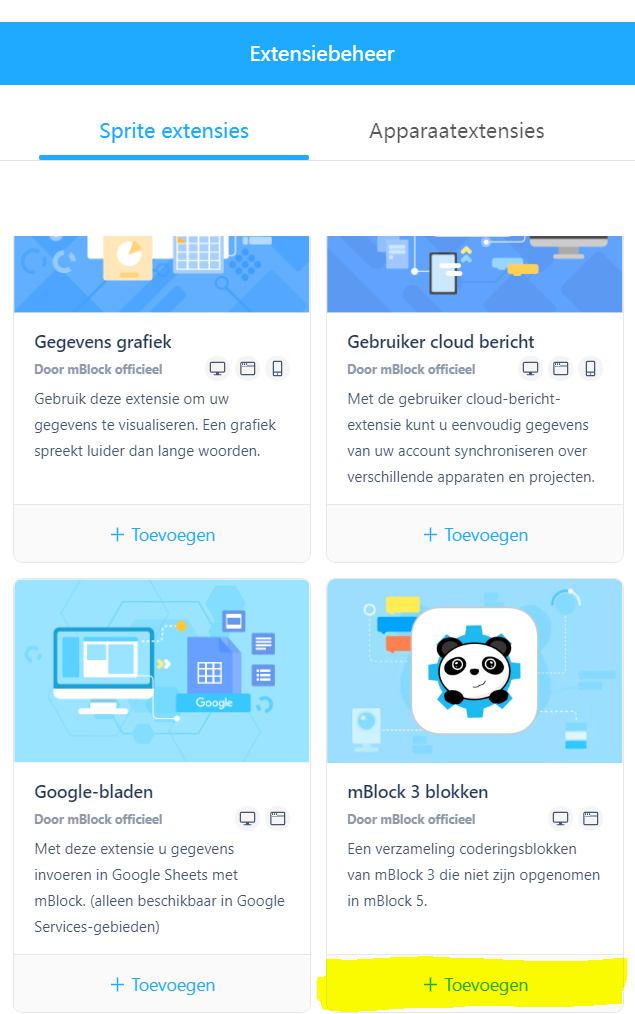 Extensiebeheer
Sprite extensies
Apparaatextensies
Gegevens grafiek
Door mBlock officieel
Gebruik deze extensie om uw
gegevens te visualiseren. Een grafiek
spreekt luider dan lange woorden.
+ Toevoegen
Gebruiker cloud bericht
Door mBlock officieel
Met de gebruiker cloud-bericht-
extensie kunt u eenvoudig gegevens
van uw account synchroniseren over
verschillende apparaten en projecten.
+ Toevoegen
Google
Google-bladen
Door mBlock officieel
Met deze extensie u gegevens
invoeren in Google Sheets met
mBlock. (alleen beschikbaar in Google
Services-gebieden)
+ Toevoegen
mBlock 3 blokken
Door mBlock officieel
Een verzameling coderingsblokken
van mBlock 3 die niet zijn opgenomen
in mBlock 5.
+ Toevoegen